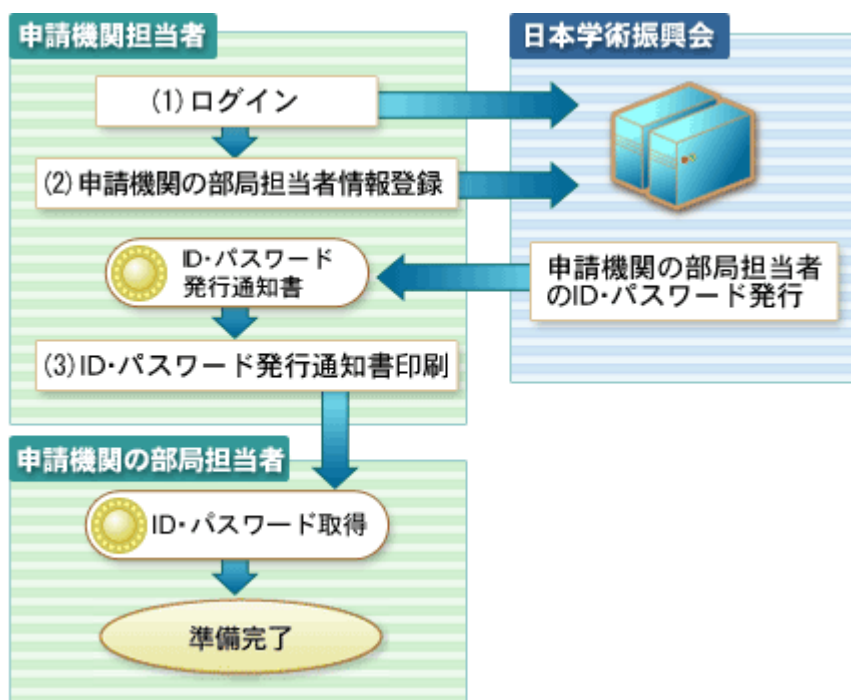 申請機関担当者
日本学術振興会
(1)ログイン
(2)申請機関の部局担当者情報登録
ID・パスワード
発行通知書
申請機関の部局担当者
のID・パスワード発行
(3)ID・パスワード発行通知書印刷
申請機関の部局担当者
ID・パスワード取得
準備完了